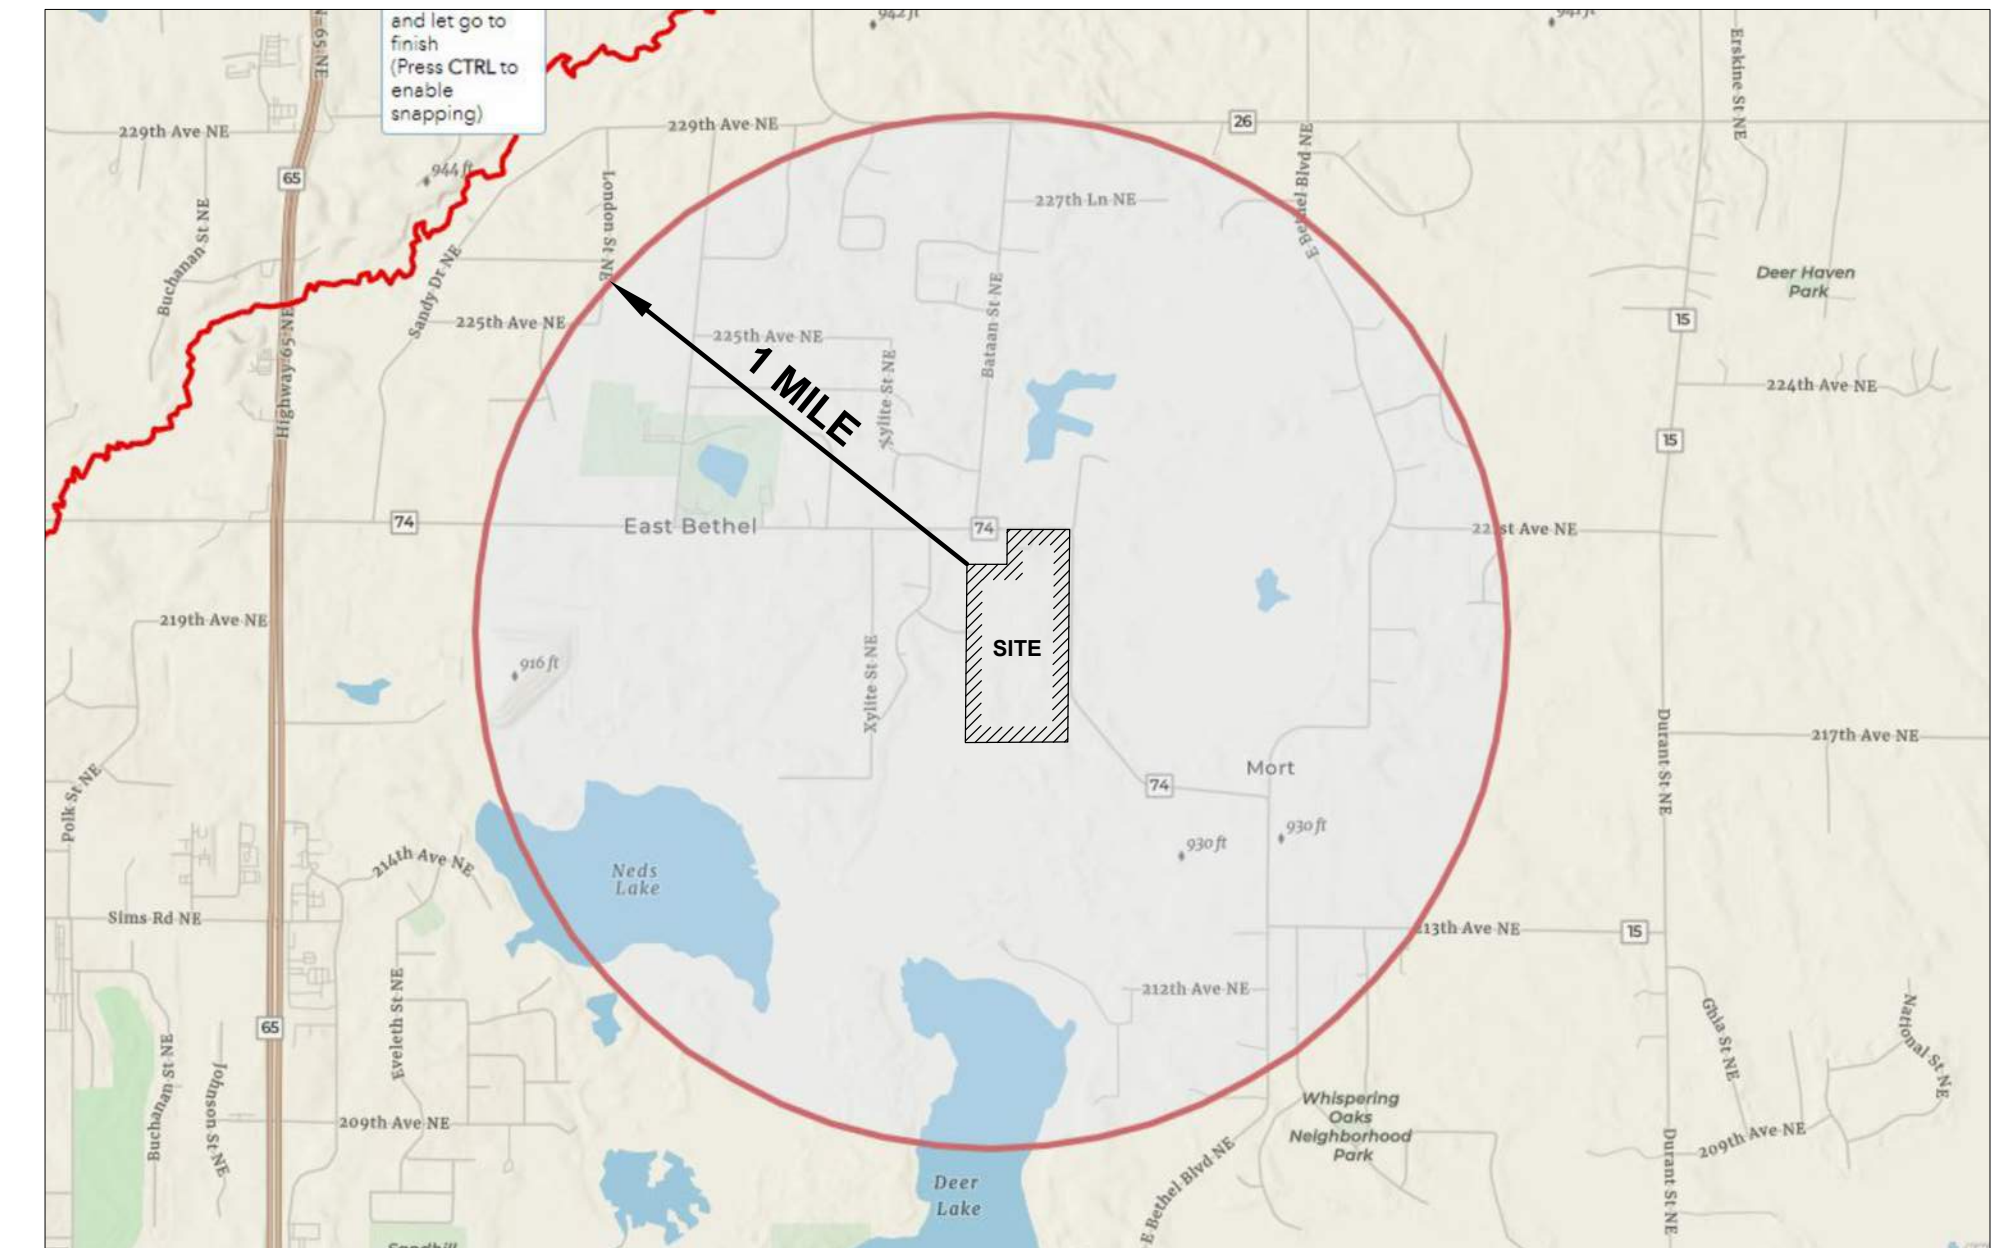 65 NE
and let go to
finish
(Press CTRL to
enable
snapping)
942 ft
Erskine St NE
229th Ave NE
229th Ave NE
26
944 ft
65
London St NE
E Bethel Blvd NE
227th Ln NE
Buchanan St NE
Sandy Dr NE
Deer Haven
Park
225th Ave NE
225th Ave NE
Bataan St NE
15
1 MILE
Highway 65 NE
Xylite St NE
224th Ave NE
15
74
East Bethel
74
221st Ave NE
219th Ave NE
SITE
916 ft
Xylite St NE
Durant St NE
217th Ave NE
Mort
74
Polk St NE
930 ft
930 ft
214th Ave NE
Neds
Lake
Sims Rd NE
213th Ave NE
15
212th Ave NE
65
Eveleth St NE
Buchanan St NE
Johnson St NE
Ghia St NE
National St NE
Whispering
Oaks
Neighborhood
Park
209th Ave NE
209th Ave NE
E Bethel Blvd NE
Durant St NE
Deer
Lake